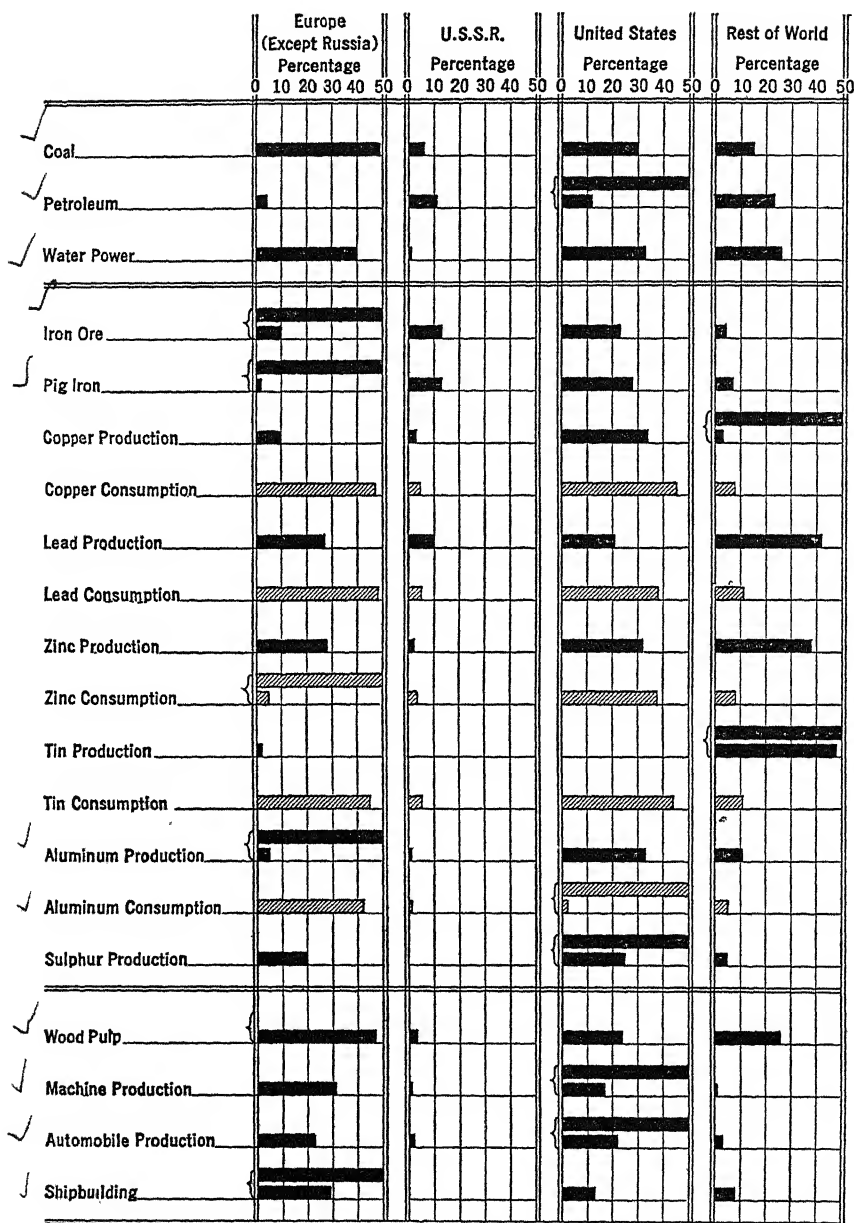 Europe
(Except Russia)
Percentage
U.S.S.R.
Percentage
United States
Percentage
Rest of World
Percentage
0 10 20 30 40 50 0 10 20 30 40 50 0 10 20 30 40 50 0 10 20 30 40 50
Coal
Petroleum
Water Power
Iron Ore
Pig Iron
Copper Production
Copper Consumption
Lead Production
Lead Consumption
Zinc Production
Zinc Consumption
Tin Production
Tin Consumption
Aluminum Production
Aluminum Consumption
Sulphur Production
Wood Pulp
Machine Production
Automobile Production
Shipbuilding